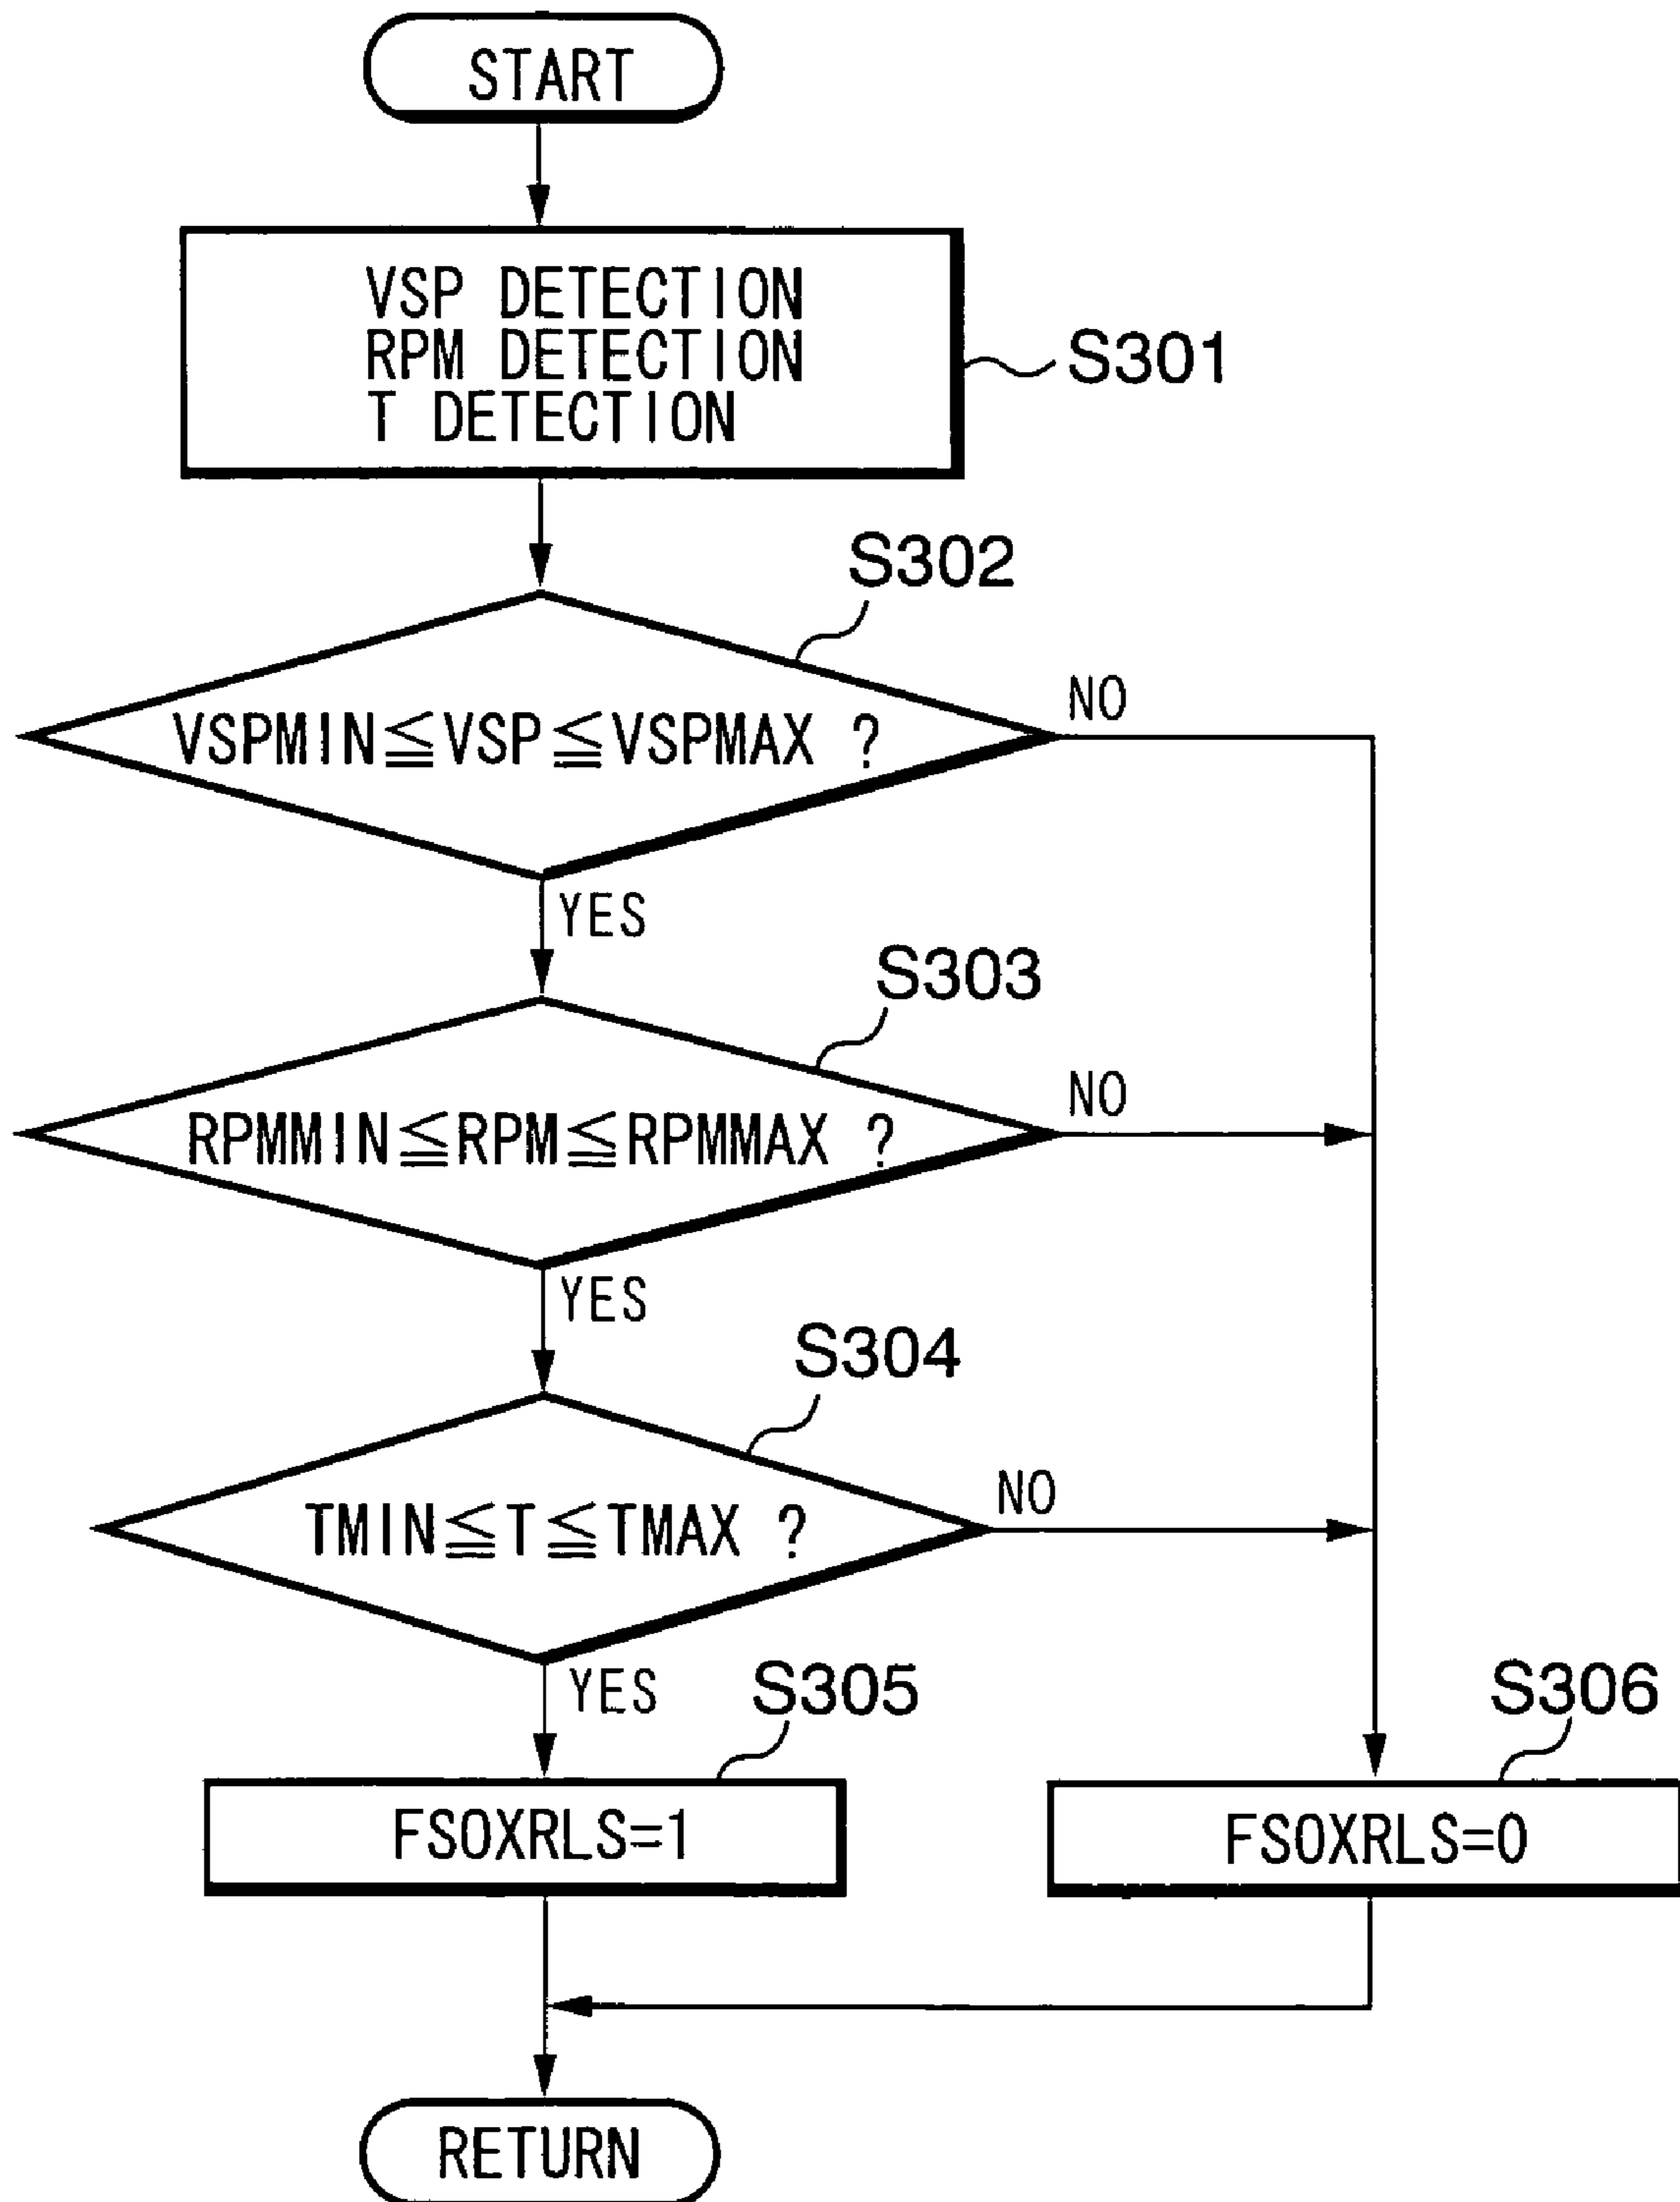 START
VSP DETECTION
RPM DETECTION
T DETECTION
S301
S302
VSPMIN≦VSP≦VSPMAX ?
NO
YES
S303
RPMMIN≦RPM≦RPMMAX ?
NO
YES
S304
TMIN≦T≦TMAX ?
NO
YES
S305
S306
FSOXRLS=1
FSOXRLS=0
RETURN